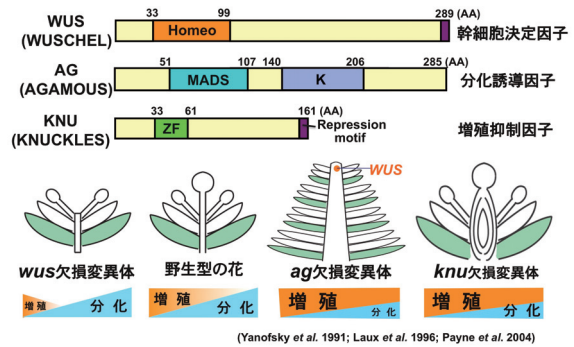 WUS
(WUSCHEL)
33 99 289 (AA)
Homeo
幹細胞決定因子
AG
(AGAMOUS)
51 107 140 206 285 (AA)
MADS K
分化誘導因子
KNU
(KNUCKLES)
33 61 161 (AA)
ZF
Repression
motif
増殖抑制因子
WUS
wus欠損変異体
野生型の花
ag欠損変異体
knu欠損変異体
増殖 分化
増殖 分化
増殖 分化
増殖 分化
(Yanofsky et al. 1991; Laux et al. 1996; Payne et al. 2004)